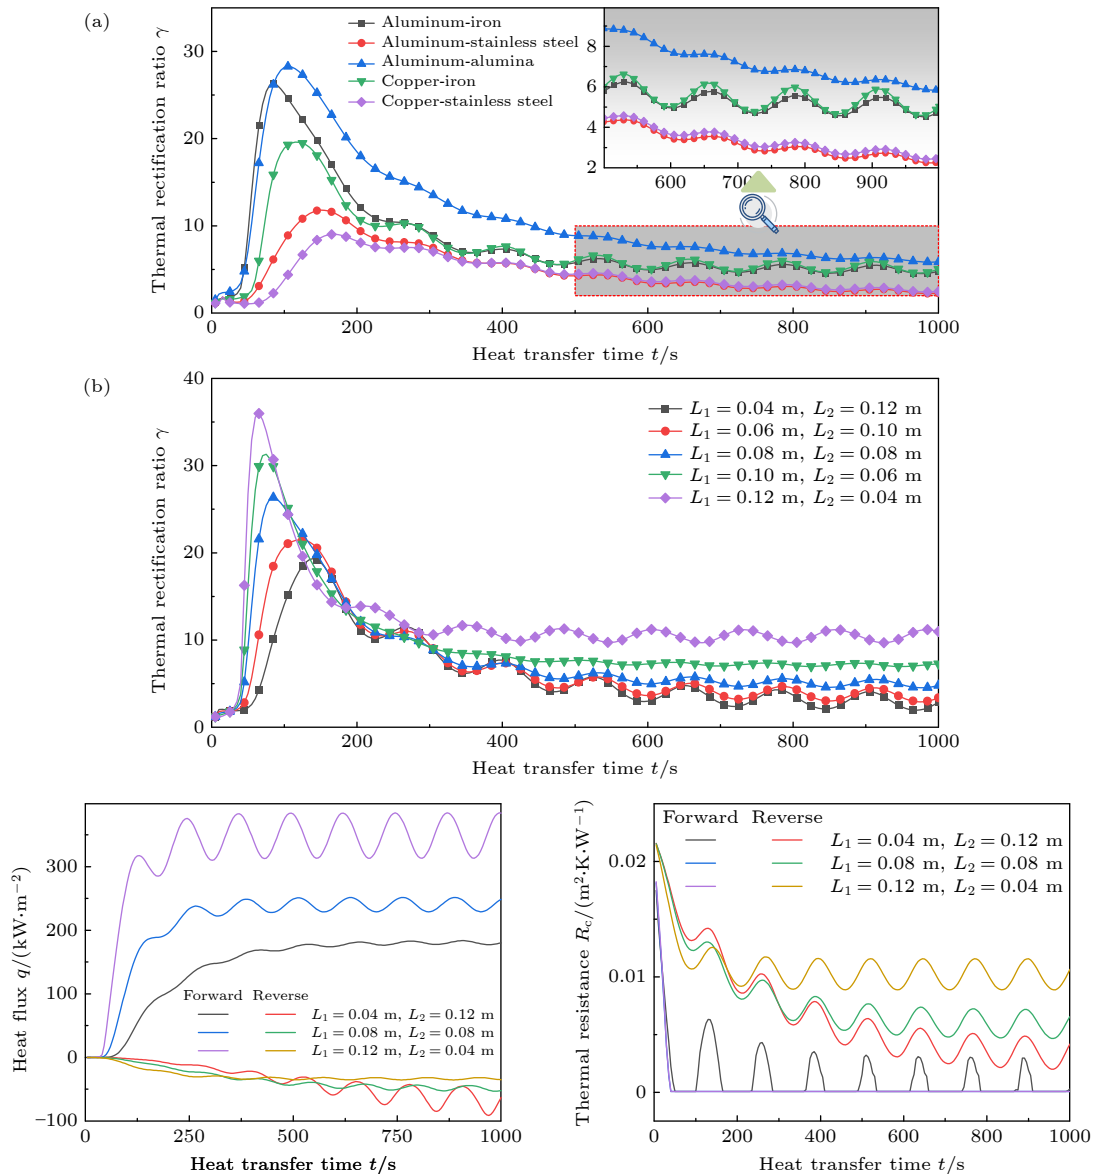 (a)
Thermal rectification ratio γ
30
20
10
0
Aluminum-iron
Aluminum-stainless steel
Aluminum-alumina
Copper-iron
Copper-stainless steel
8
6
4
2
600 700 800 900
0 200 400 600 800 1000
Heat transfer time t/s
(b)
Thermal rectification ratio γ
40
30
20
10
0
L₁ = 0.04 m, L₂ = 0.12 m
L₁ = 0.06 m, L₂ = 0.10 m
L₁ = 0.08 m, L₂ = 0.08 m
L₁ = 0.10 m, L₂ = 0.06 m
L₁ = 0.12 m, L₂ = 0.04 m
0 200 400 600 800 1000
Heat transfer time t/s
Heat flux q/(kW·m⁻²)
300
200
100
0
−100
Forward Reverse
L₁ = 0.04 m, L₂ = 0.12 m
L₁ = 0.08 m, L₂ = 0.08 m
L₁ = 0.12 m, L₂ = 0.04 m
0 250 500 750 1000
Heat transfer time t/s
Thermal resistance Rc/(m²·K·W⁻¹)
0.02
0.01
0
Forward Reverse
L₁ = 0.04 m, L₂ = 0.12 m
L₁ = 0.08 m, L₂ = 0.08 m
L₁ = 0.12 m, L₂ = 0.04 m
0 200 400 600 800 1000
Heat transfer time t/s